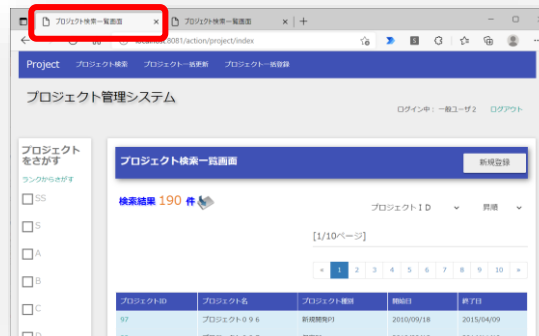 プロジェクト検索一覧画面 × プロジェクト検索一覧画面 × +
localhost:8081/action/project/index
Project プロジェクト検索 プロジェクト一括更新 プロジェクト一括登録
プロジェクト管理システム
ログイン中:一般ユーザ2 ログアウト
プロジェクト
をさがす
ランクからさがす
SS
S
A
B
C
D
プロジェクト検索一覧画面 新規登録
検索結果 190 件
プロジェクトID 昇順
[1/10ページ]
« 1 2 3 4 5 6 7 8 9 10 »
プロジェクトID プロジェクト名 プロジェクト種別 開始日 終了日
97 プロジェクト096 新規開発PJ 2010/09/18 2015/04/09